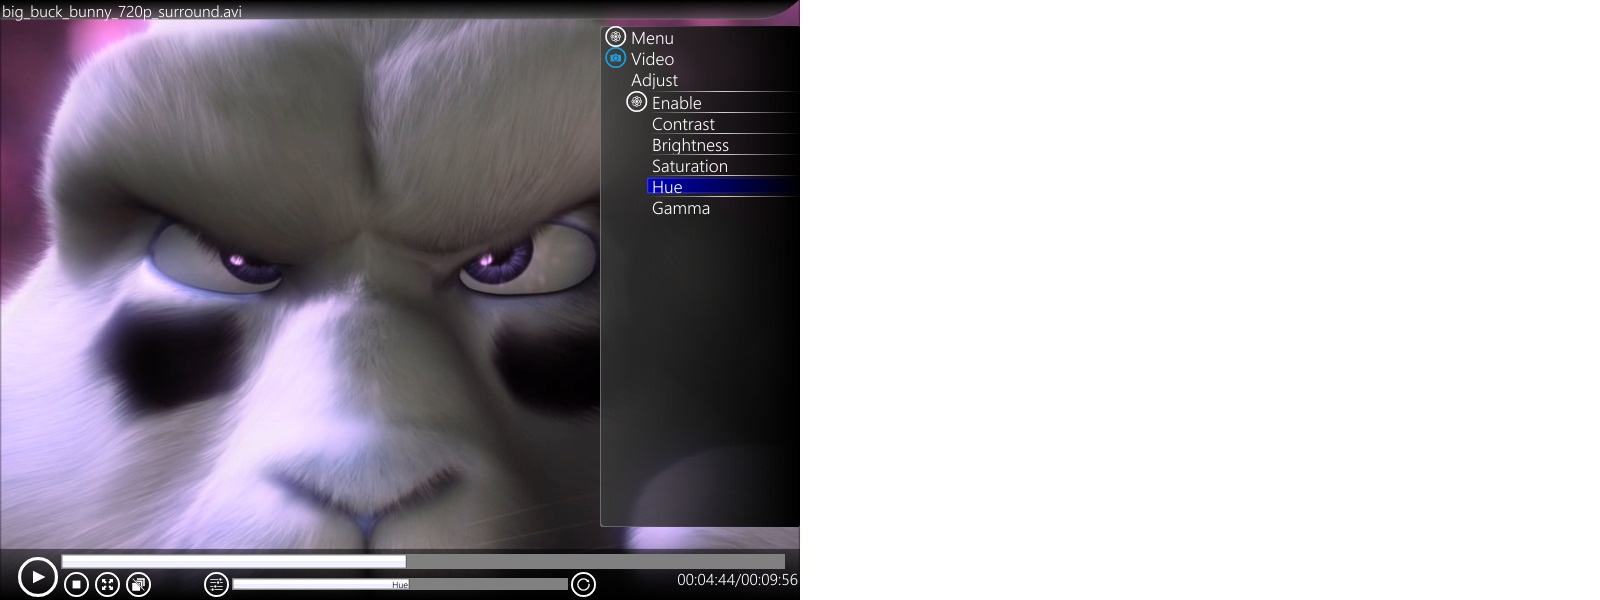 big_buck_bunny_720p_surround.avi
Menu
Video
Adjust
Enable
Contrast
Brightness
Saturation
Hue
Gamma
Hue
00:04:44/00:09:56